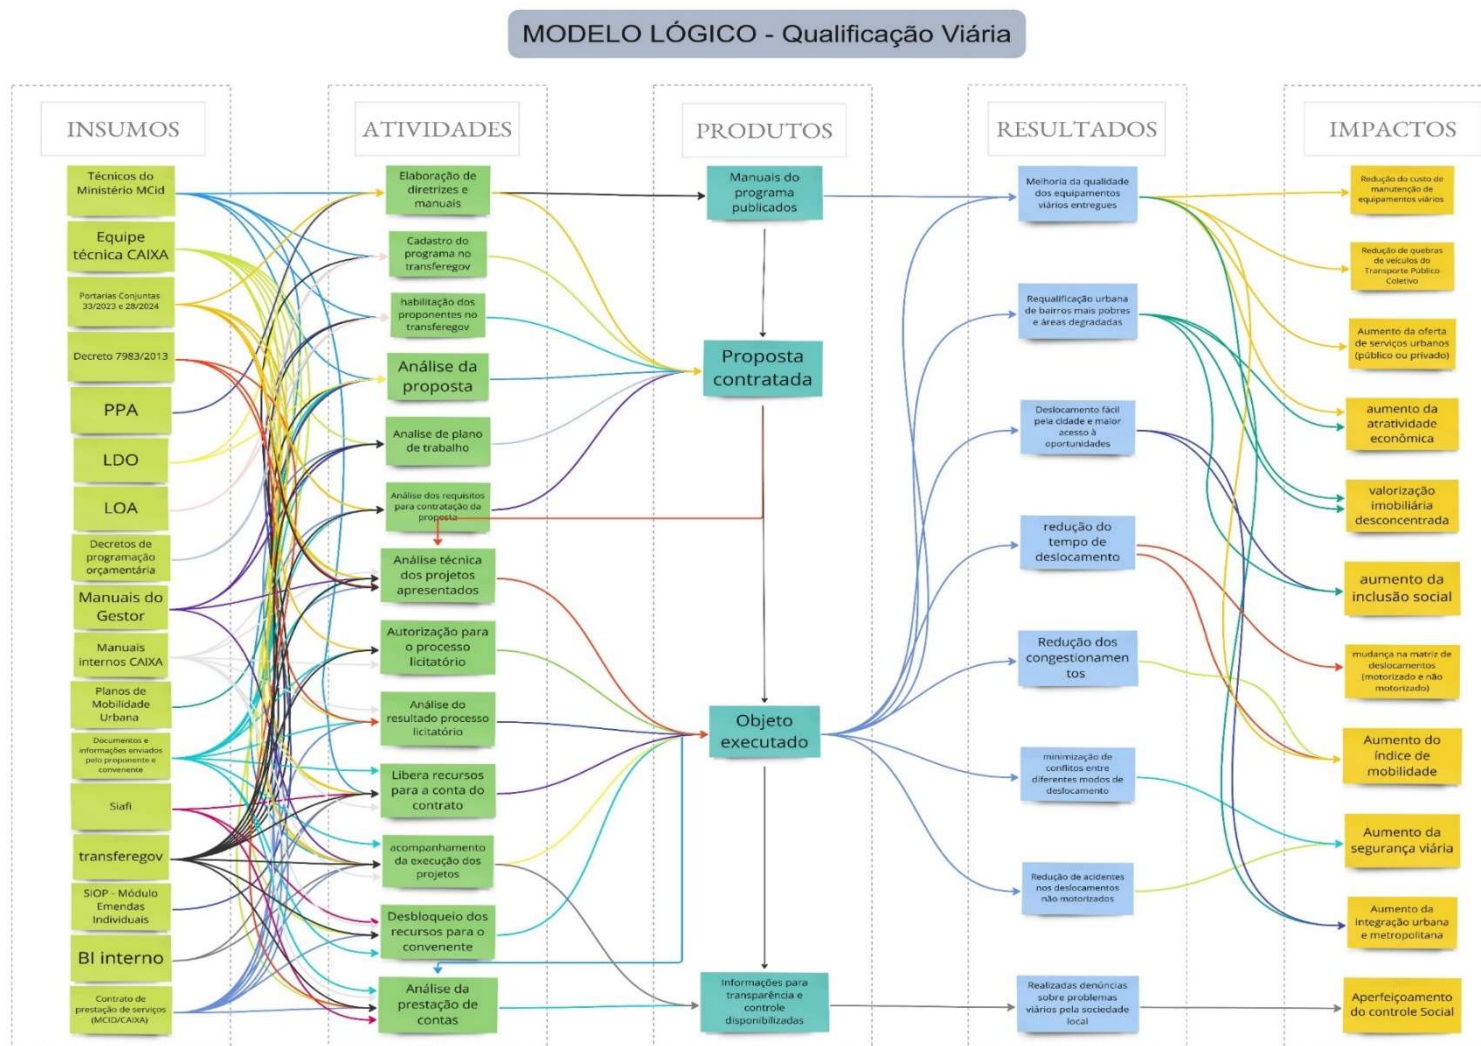 MODELO LÓGICO - Qualificação Viária
INSUMOS
Técnicos do
Ministério MCid
Equipe
técnica CAIXA
Portarias Conjuntas
33/2023 e 28/2024
Decreto 7983/2013
PPA
LDO
LOA
Decretos de
programação
orçamentária
Manuais do
Gestor
Manuais
internos CAIXA
Planos de
Mobilidade
Urbana
Documentos e
informações enviados
pelo proponente e
convenente
Siafi
transferegov
SIOP - Módulo
Emendas
Individuais
BI interno
Contrato de
prestação de serviços
(MCID/CAIXA)
ATIVIDADES
Elaboração de
diretrizes e
manuais
Cadastro do
programa no
transferegov
habilitação dos
proponentes no
transferegov
Análise da
proposta
Analise de plano
de trabalho
Análise dos requisitos
para contratação da
proposta
Análise técnica
dos projetos
apresentados
Autorização para
o processo
licitatório
Análise do
resultado processo
licitatório
Libera recursos
para a conta do
contrato
acompanhamento
da execução dos
projetos
Desbloqueio dos
recursos para o
convenente
Análise da
prestação de
contas
PRODUTOS
Manuais do
programa
publicados
Proposta
contratada
Objeto
executado
Informações para
transparência e
controle
disponibilizadas
RESULTADOS
Melhoria da qualidade
dos equipamentos
viários entregues
Requalificação urbana
de bairros mais pobres
e áreas degradadas
Deslocamento fácil
pela cidade e maior
acesso à
oportunidades
redução do
tempo de
deslocamento
Redução dos
congestionamen
tos
minimização de
conflitos entre
diferentes modos de
deslocamento
Redução de acidentes
nos deslocamentos
não motorizados
Realizadas denúncias
sobre problemas
viários pela sociedade
local
IMPACTOS
Redução do custo de
manutenção de
equipamentos viários
Redução de quebras
de veículos do
Transporte Público
Coletivo
Aumento da oferta
de serviços urbanos
(público ou privado)
aumento da
atratividade
econômica
valorização
imobiliária
desconcentrada
aumento da
inclusão social
mudança na matriz de
deslocamentos
(motorizado e não
motorizado)
Aumento do
índice de
mobilidade
Aumento da
segurança viária
Aumento da
integração urbana
e metropolitana
Aperfeiçoamento
do controle Social